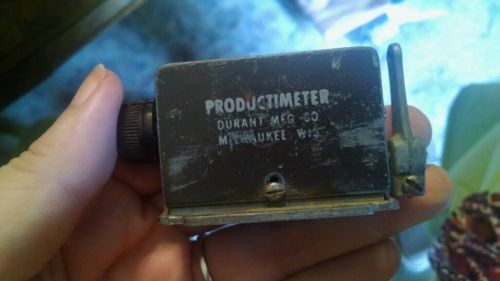 PRODUCTIMETER
DURANT MFG CO
MILWAUKEE WIS